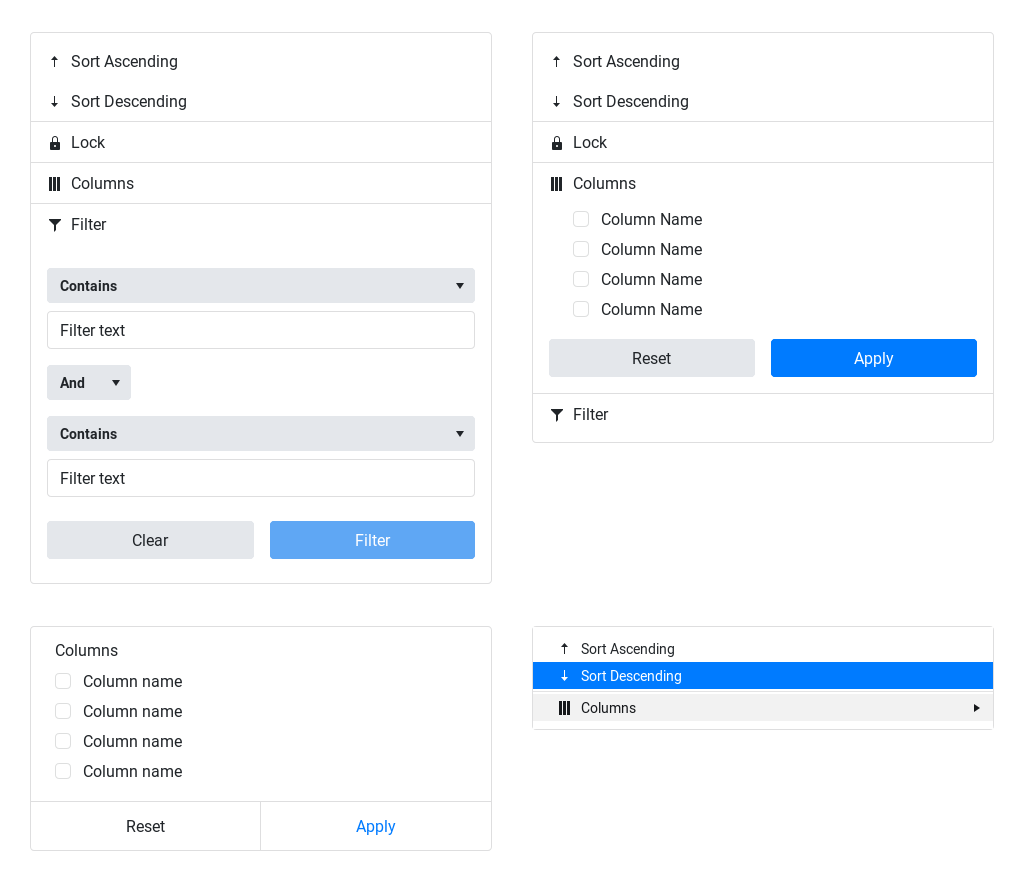 Sort Ascending
Sort Descending
Lock
Columns
Filter
Contains
Filter text
And
Contains
Filter text
Clear Filter
Sort Ascending
Sort Descending
Lock
Columns
Column Name
Column Name
Column Name
Column Name
Reset Apply
Filter
Columns
Column name
Column name
Column name
Column name
Reset Apply
Sort Ascending
Sort Descending
Columns